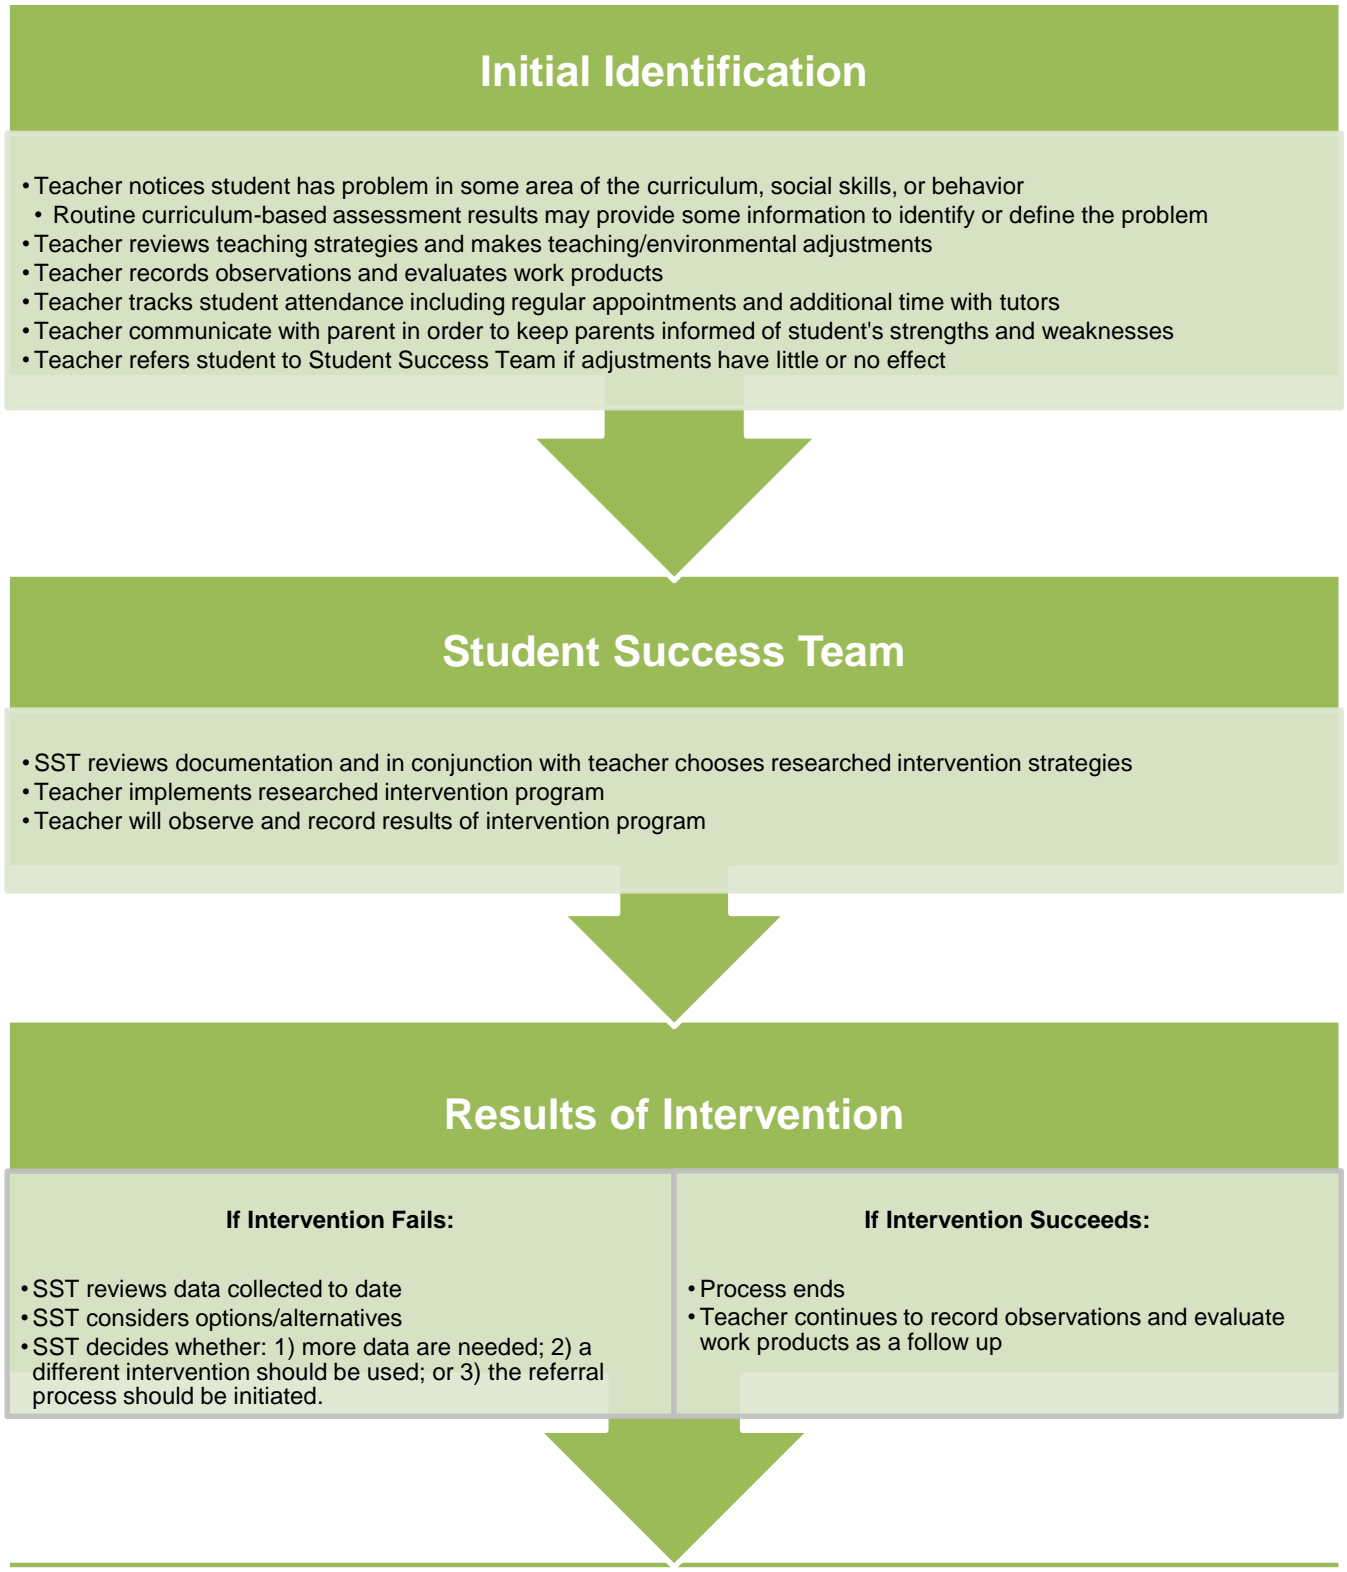 Initial Identification
• Teacher notices student has problem in some area of the curriculum, social skills, or behavior
• Routine curriculum-based assessment results may provide some information to identify or define the problem
• Teacher reviews teaching strategies and makes teaching/environmental adjustments
• Teacher records observations and evaluates work products
• Teacher tracks student attendance including regular appointments and additional time with tutors
• Teacher communicate with parent in order to keep parents informed of student's strengths and weaknesses
• Teacher refers student to Student Success Team if adjustments have little or no effect
Student Success Team
• SST reviews documentation and in conjunction with teacher chooses researched intervention strategies
• Teacher implements researched intervention program
• Teacher will observe and record results of intervention program
Results of Intervention
If Intervention Fails:
• SST reviews data collected to date
• SST considers options/alternatives
• SST decides whether: 1) more data are needed; 2) a
different intervention should be used; or 3) the referral
process should be initiated.
If Intervention Succeeds:
• Process ends
• Teacher continues to record observations and evaluate
work products as a follow up